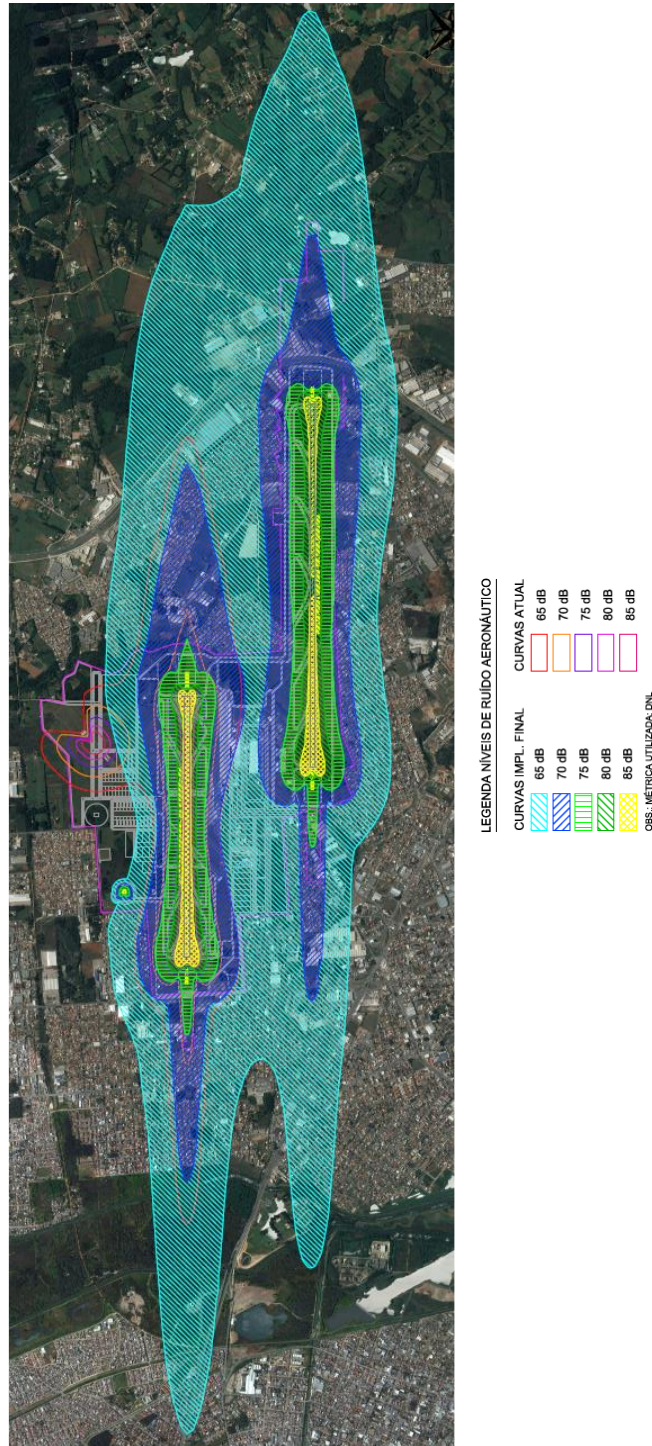 LEGENDA NÍVEIS DE RUÍDO AERONÁUTICO
CURVAS IMPL. FINAL
65 dB
70 dB
75 dB
80 dB
85 dB
CURVAS ATUAL
65 dB
70 dB
75 dB
80 dB
85 dB
OBS.: MÉTRICA UTILIZADA: DNL